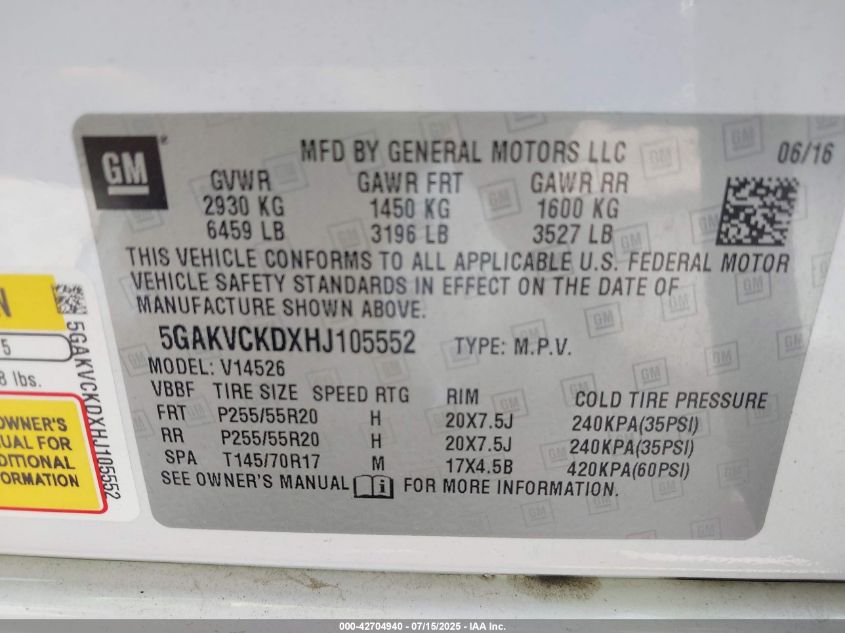 GM
MFD BY GENERAL MOTORS LLC 06/16
GVWR GAWR FRT GAWR RR
2930 KG 1450 KG 1600 KG
6459 LB 3196 LB 3527 LB
THIS VEHICLE CONFORMS TO ALL APPLICABLE U.S. FEDERAL MOTOR
VEHICLE SAFETY STANDARDS IN EFFECT ON THE DATE OF
MANUFACTURE SHOWN ABOVE.
5GAKVCKDXHJ105552 TYPE: M.P.V.
MODEL: V14526
VBBF TIRE SIZE SPEED RTG RIM COLD TIRE PRESSURE
FRT P255/55R20 H 20X7.5J 240KPA(35PSI)
RR P255/55R20 H 20X7.5J 240KPA(35PSI)
SPA T145/70R17 M 17X4.5B 420KPA(60PSI)
SEE OWNER'S MANUAL i FOR MORE INFORMATION.
N
5
8 lbs.
OWNER'S
UAL FOR
DITIONAL
ORMATION
5GAKVCKDXHJ105552
000-42704940 - 07/15/2025 - IAA Inc.